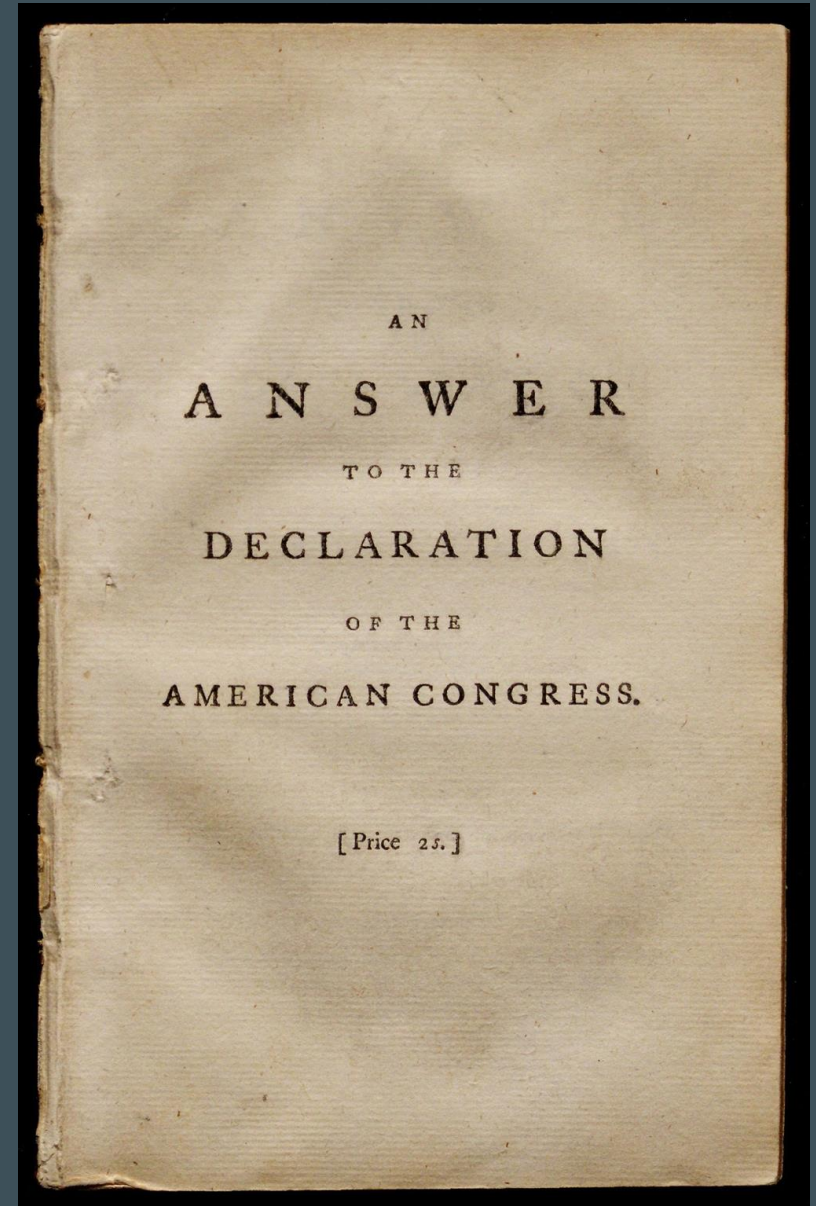 AN
ANSWER
TO THE
DECLARATION
OF THE
AMERICAN CONGRESS.
[Price 2s.]